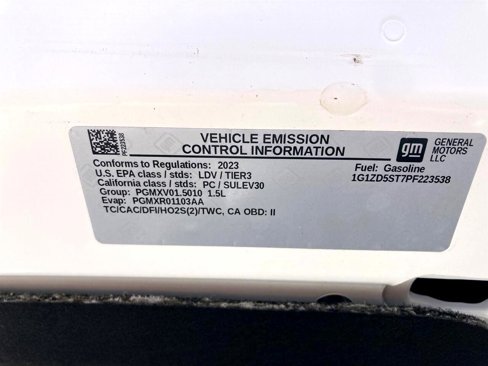 PF223538
VEHICLE EMISSION
CONTROL INFORMATION
gm
GENERAL
MOTORS
LLC
Conforms to Regulations: 2023
U.S. EPA class / stds: LDV / TIER3
California class / stds: PC / SULEV30
Group: PGMXV01.5010 1.5L
Evap: PGMXR01103AA
TC/CAC/DFI/HO2S(2)/TWC, CA OBD: II
Fuel: Gasoline
1G1ZD5ST7PF223538